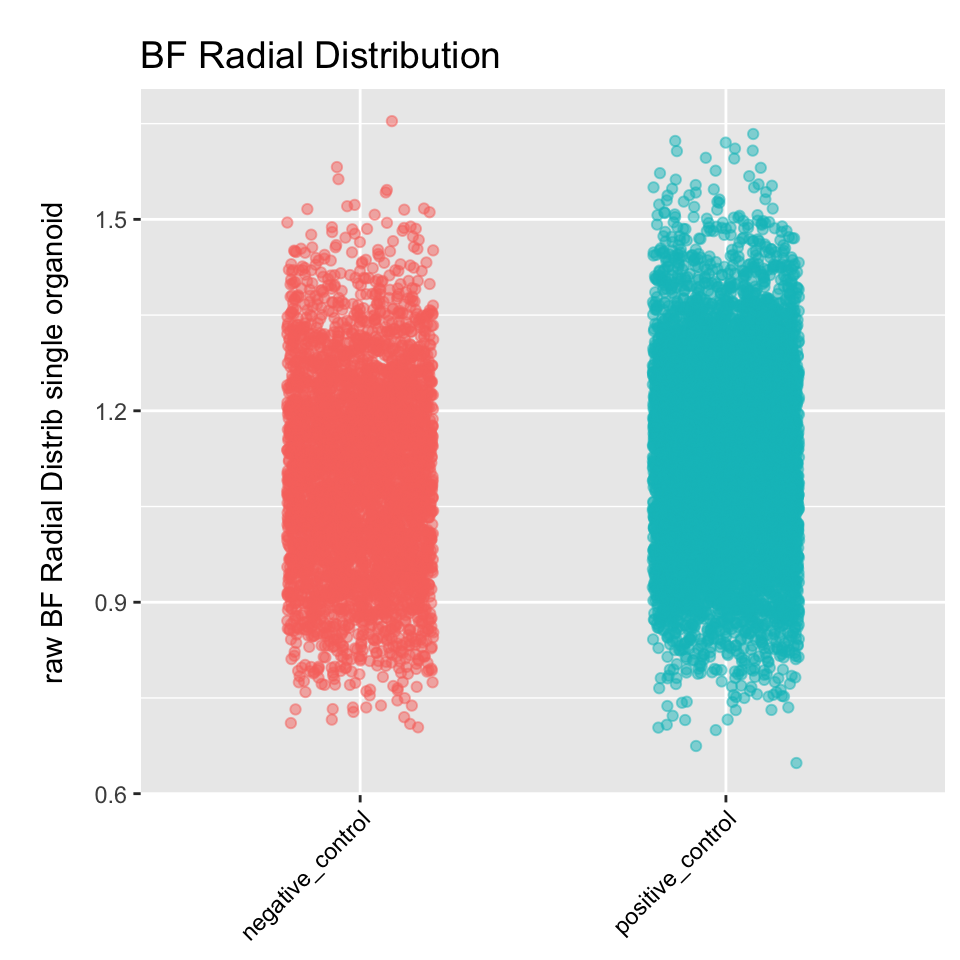 BF Radial Distribution
raw BF Radial Distrib single organoid
1.5
1.2
0.9
0.6
negative_control
positive_control